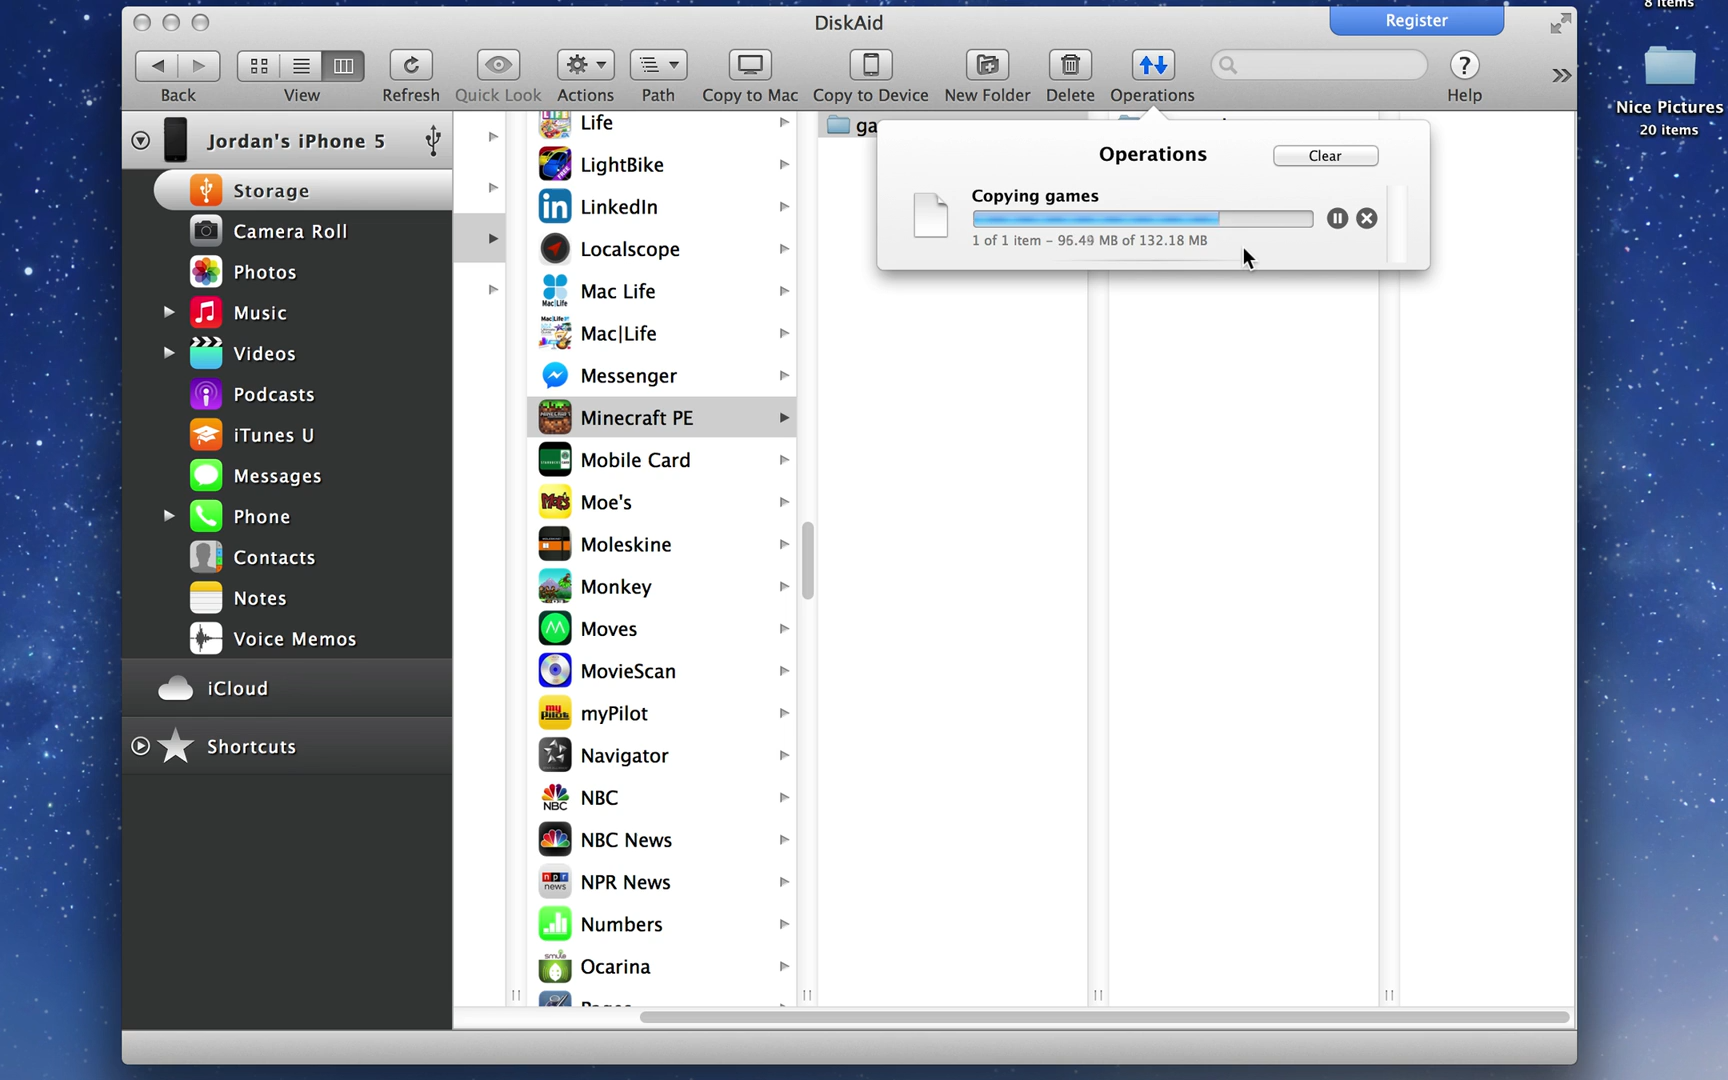 8 items
DiskAid
Register
Back
View
Refresh
Quick Look
Actions
Path
Copy to Mac
Copy to Device
New Folder
Delete
Operations
Help
Nice Pictures
20 items
Jordan's iPhone 5
Storage
Camera Roll
Photos
Music
Videos
Podcasts
iTunes U
Messages
Phone
Contacts
Notes
Voice Memos
iCloud
Shortcuts
Life
LightBike
LinkedIn
Localscope
Mac Life
Mac|Life
Messenger
Minecraft PE
Mobile Card
Moe's
Moleskine
Monkey
Moves
MovieScan
myPilot
Navigator
NBC
NBC News
NPR News
Numbers
Ocarina
Pages
ga
Operations
Clear
Copying games
1 of 1 item – 96.49 MB of 132.18 MB